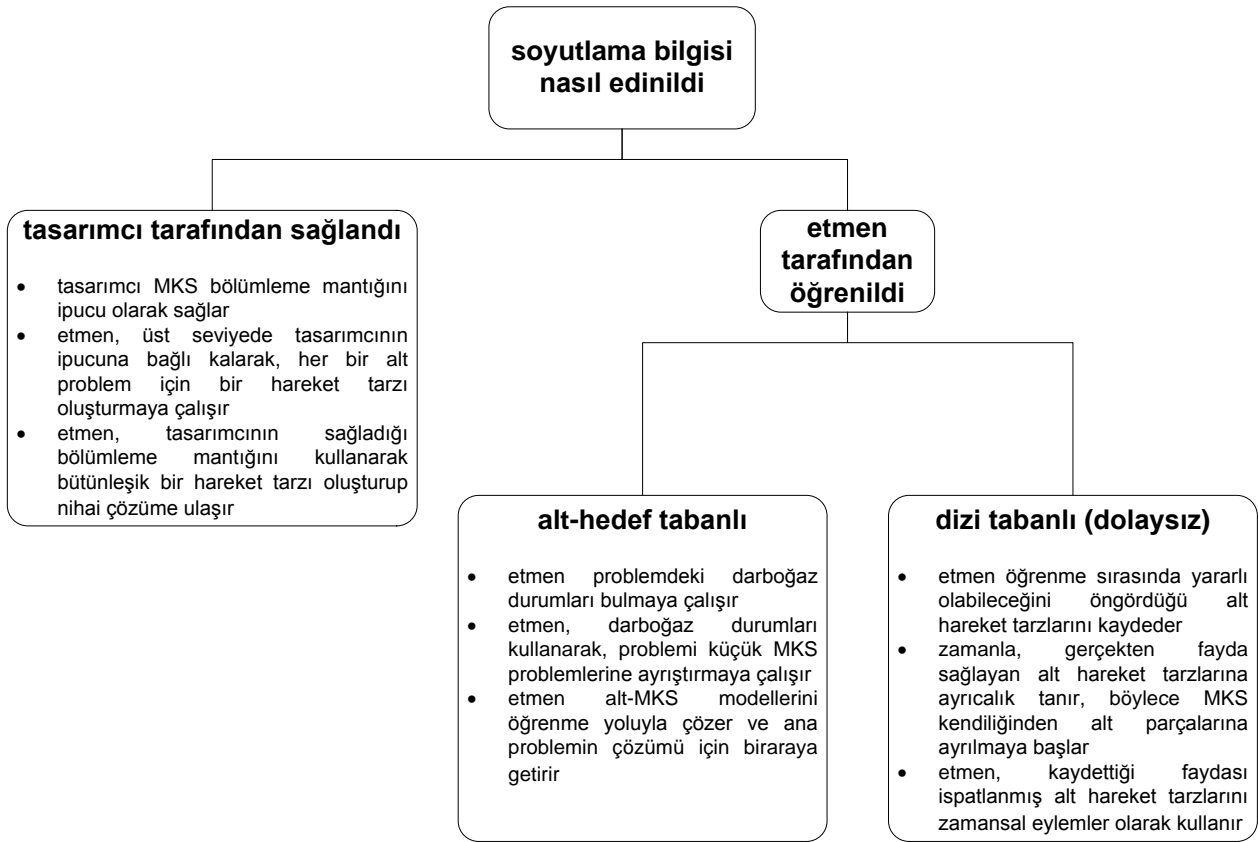 soyutlama bilgisi
nasıl edinildi
tasarımcı tarafından sağlandı
• tasarımcı MKS bölümleme mantığını
ipucu olarak sağlar
• etmen, üst seviyede tasarımcının
ipucuna bağlı kalarak, her bir alt
problem için bir hareket tarzı
oluşturmaya çalışır
• etmen, tasarımcının sağladığı
bölümleme mantığını kullanarak
bütünleşik bir hareket tarzı oluşturup
nihai çözüme ulaşır
etmen
tarafından
öğrenildi
alt-hedef tabanlı
• etmen problemdeki darboğaz
durumları bulmaya çalışır
• etmen, darboğaz durumları
kullanarak, problemi küçük MKS
problemlerine ayrıştırmaya çalışır
• etmen alt-MKS modellerini
öğrenme yoluyla çözer ve ana
problemin çözümü için biraraya
getirir
dizi tabanlı (dolaysız)
• etmen öğrenme sırasında yararlı
olabileceğini öngördüğü alt
hareket tarzlarını kaydeder
• zamanla, gerçekten fayda
sağlayan alt hareket tarzlarına
ayrıcalık tanır, böylece MKS
kendiliğinden alt parçalarına
ayrılmaya başlar
• etmen, kaydettiği faydası
ispatlanmış alt hareket tarzlarını
zamansal eylemler olarak kullanır